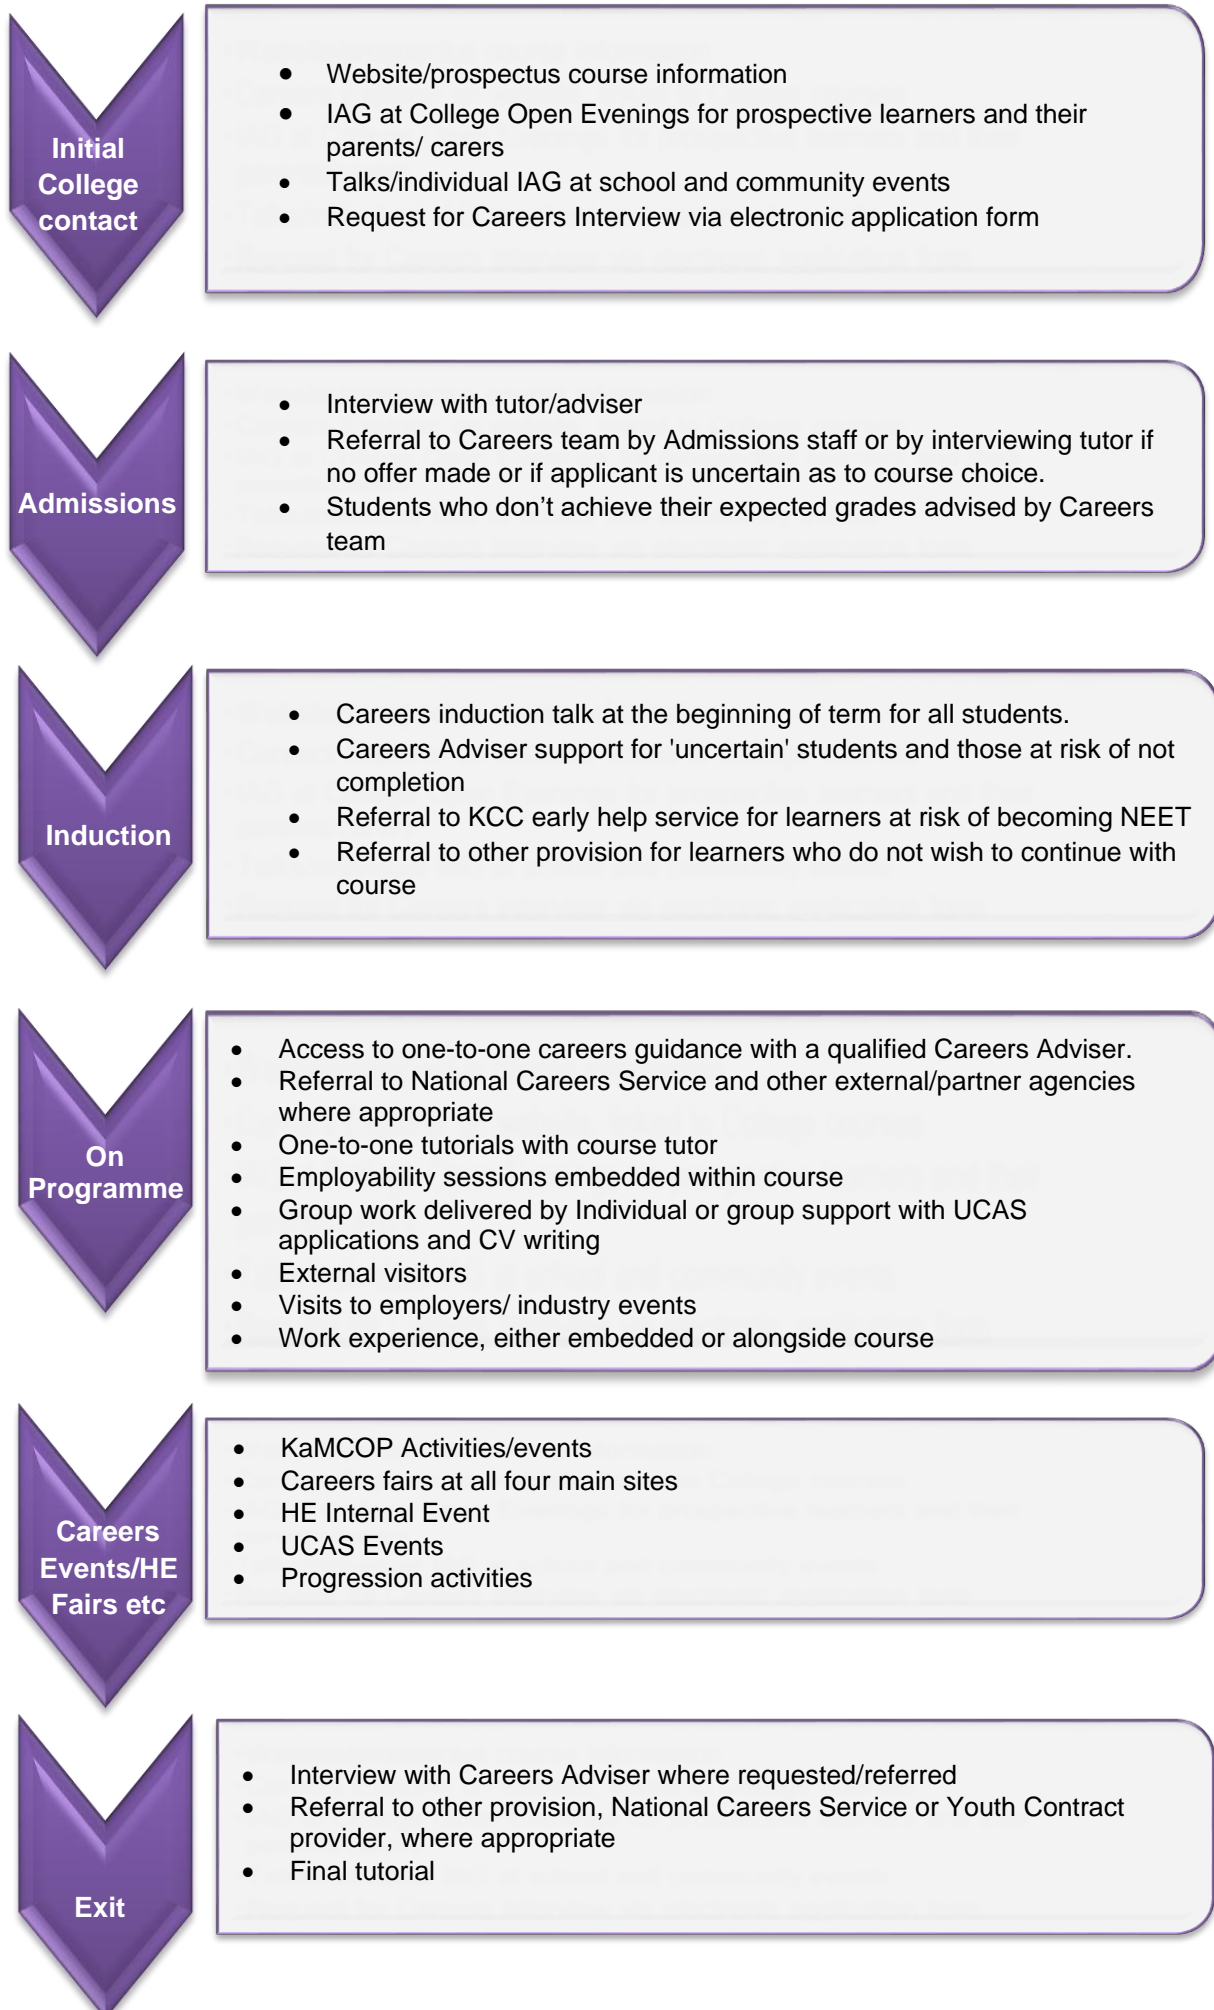 Initial
College
contact
• Website/prospectus course information
• IAG at College Open Evenings for prospective learners and their
parents/ carers
• Talks/individual IAG at school and community events
• Request for Careers Interview via electronic application form
Admissions
• Interview with tutor/adviser
• Referral to Careers team by Admissions staff or by interviewing tutor if
no offer made or if applicant is uncertain as to course choice.
• Students who don’t achieve their expected grades advised by Careers
team
Induction
• Careers induction talk at the beginning of term for all students.
• Careers Adviser support for 'uncertain' students and those at risk of not
completion
• Referral to KCC early help service for learners at risk of becoming NEET
• Referral to other provision for learners who do not wish to continue with
course
On
Programme
• Access to one-to-one careers guidance with a qualified Careers Adviser.
• Referral to National Careers Service and other external/partner agencies
where appropriate
• One-to-one tutorials with course tutor
• Employability sessions embedded within course
• Group work delivered by Individual or group support with UCAS
applications and CV writing
• External visitors
• Visits to employers/ industry events
• Work experience, either embedded or alongside course
Careers
Events/HE
Fairs etc
• KaMCOP Activities/events
• Careers fairs at all four main sites
• HE Internal Event
• UCAS Events
• Progression activities
Exit
• Interview with Careers Adviser where requested/referred
• Referral to other provision, National Careers Service or Youth Contract
provider, where appropriate
• Final tutorial